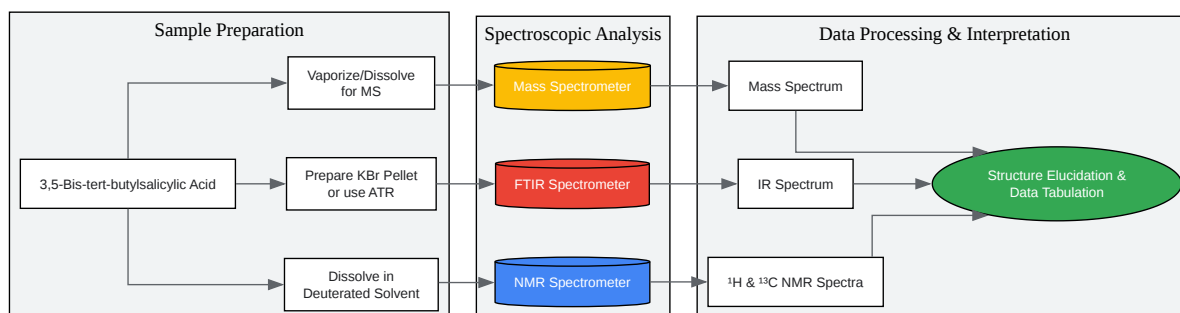 Sample Preparation
Spectroscopic Analysis
Data Processing & Interpretation
Vaporize/Dissolve
for MS
Mass Spectrometer
Mass Spectrum
3,5-Bis-tert-butylsalicylic Acid
Prepare KBr Pellet
or use ATR
FTIR Spectrometer
IR Spectrum
Structure Elucidation &
Data Tabulation
Dissolve in
Deuterated Solvent
NMR Spectrometer
¹H & ¹³C NMR Spectra